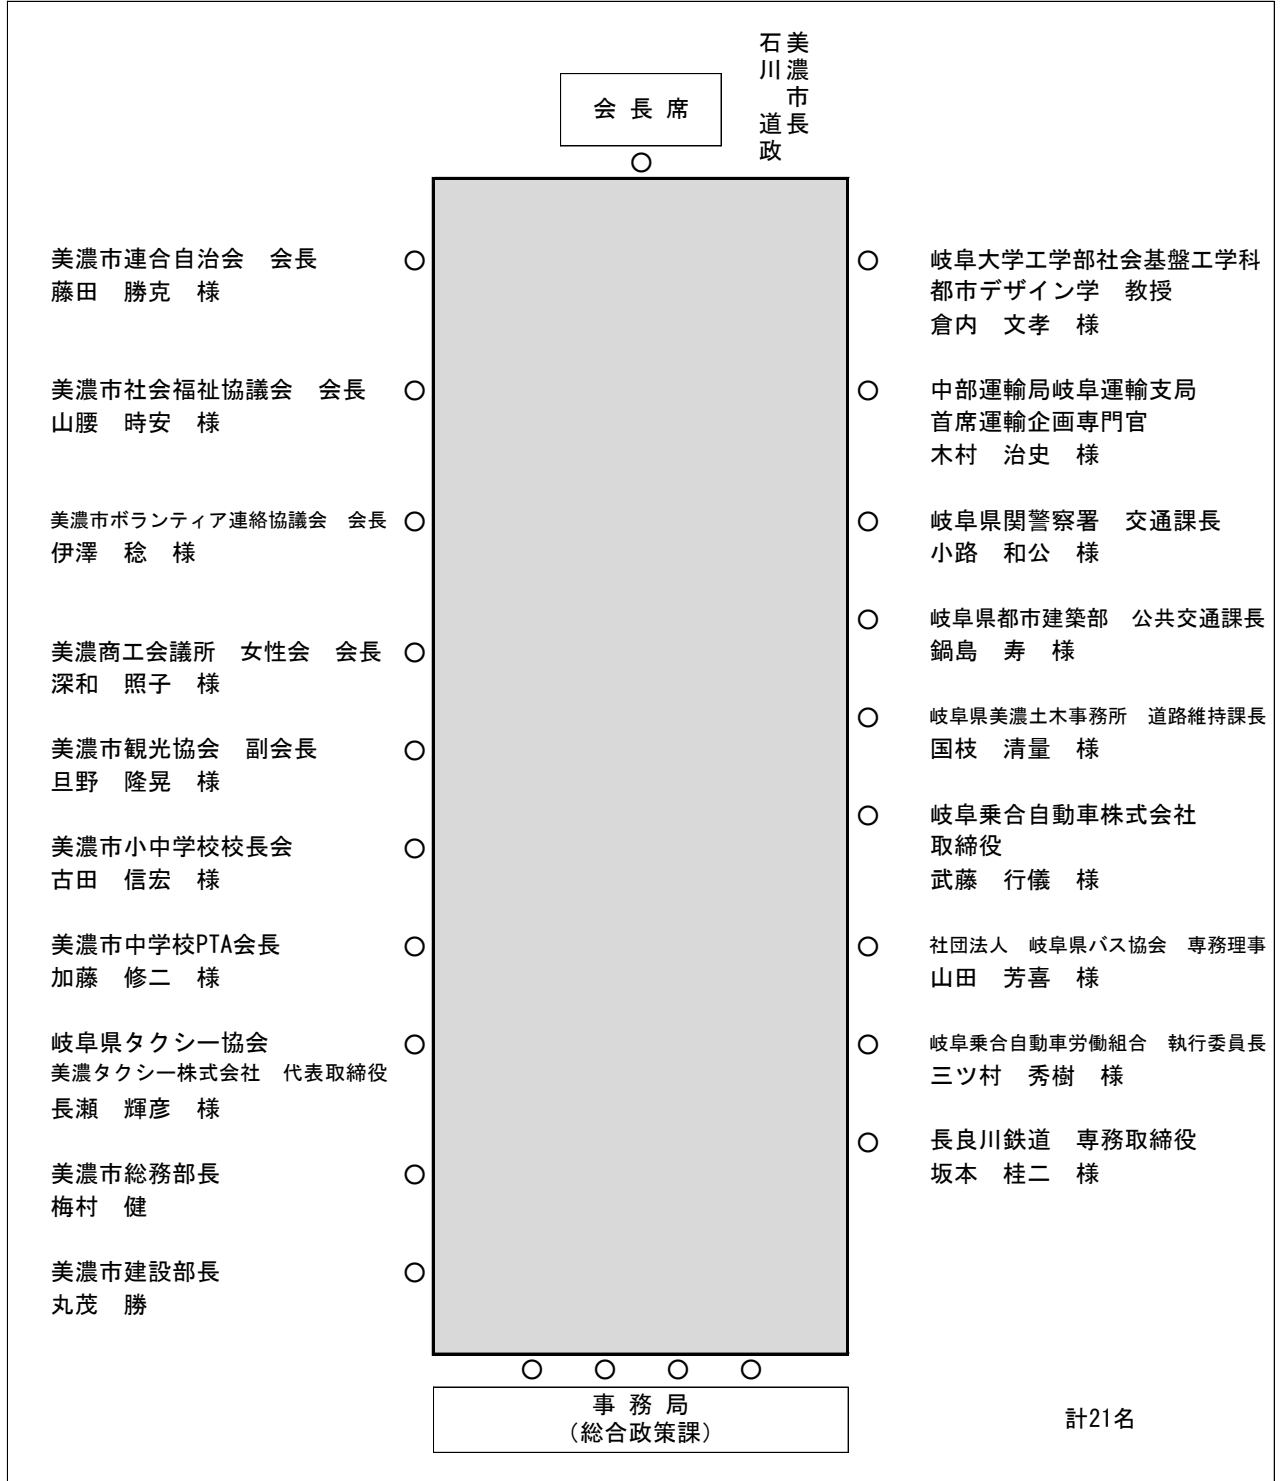 会長席
美濃市長
石川　道政
美濃市連合自治会　会長
藤田　勝克　様
美濃市社会福祉協議会　会長
山腰　時安　様
美濃市ボランティア連絡協議会　会長
伊澤　稔　様
美濃商工会議所　女性会　会長
深和　照子　様
美濃市観光協会　副会長
旦野　隆晃　様
美濃市小中学校校長会
古田　信宏　様
美濃市中学校PTA会長
加藤　修二　様
岐阜県タクシー協会
美濃タクシー株式会社　代表取締役
長瀬　輝彦　様
美濃市総務部長
梅村　健
美濃市建設部長
丸茂　勝
岐阜大学工学部社会基盤工学科
都市デザイン学　教授
倉内　文孝　様
中部運輸局岐阜運輸支局
首席運輸企画専門官
木村　治史　様
岐阜県関警察署　交通課長
小路　和公　様
岐阜県都市建築部　公共交通課長
鍋島　寿　様
岐阜県美濃土木事務所　道路維持課長
国枝　清量　様
岐阜乗合自動車株式会社
取締役
武藤　行儀　様
社団法人　岐阜県バス協会　専務理事
山田　芳喜　様
岐阜乗合自動車労働組合　執行委員長
三ツ村　秀樹　様
長良川鉄道　専務取締役
坂本　桂二　様
事務局
（総合政策課）
計21名